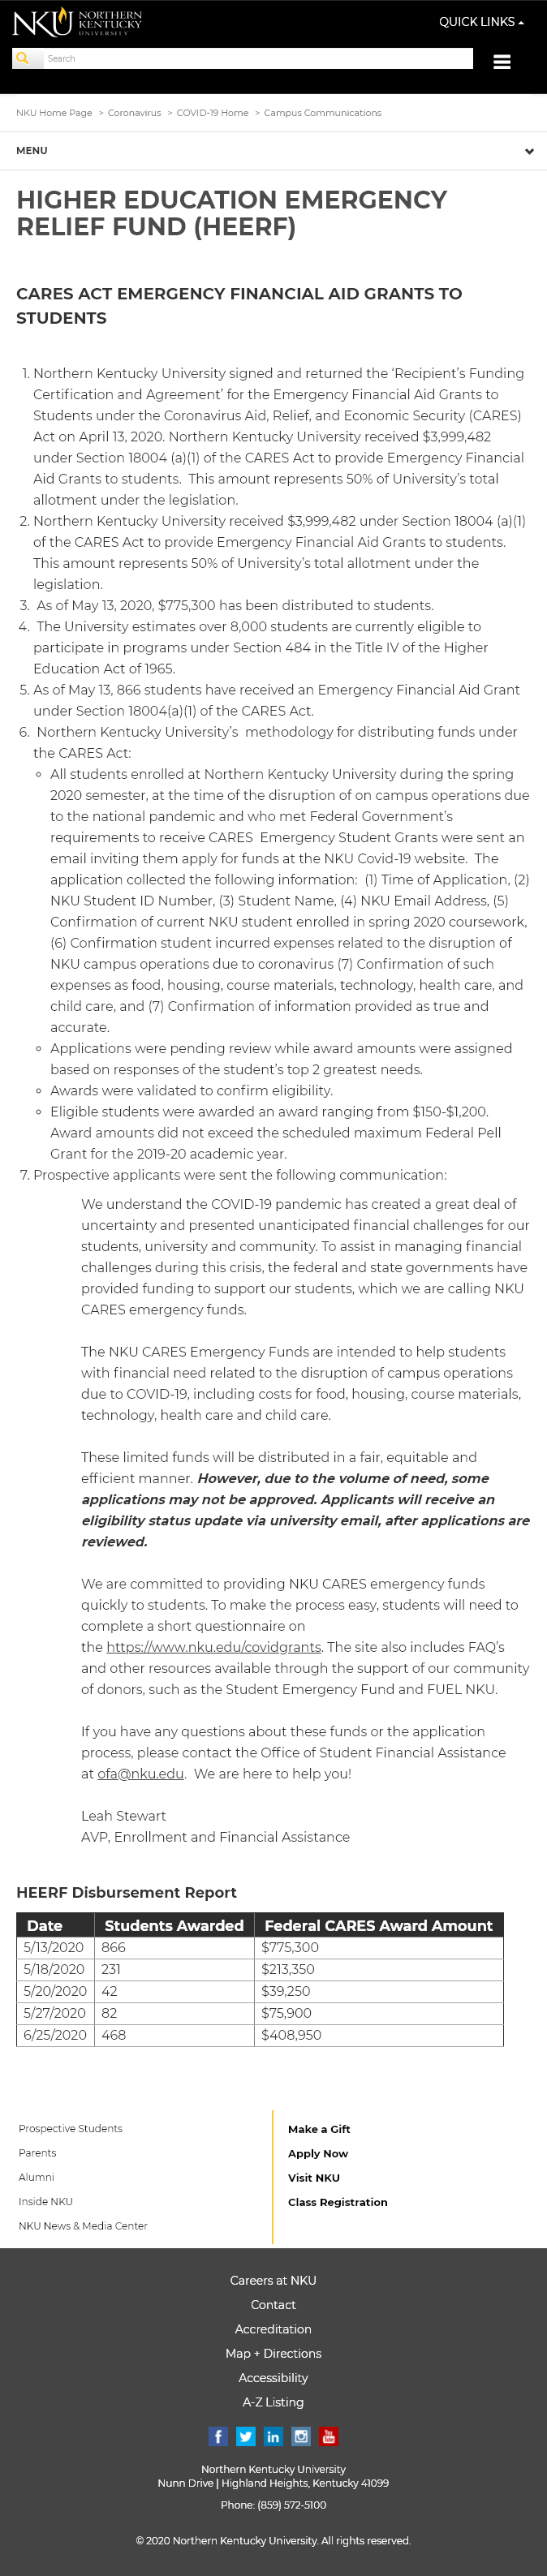 NKU NORTHERN
KENTUCKY
UNIVERSITY
QUICK LINKS
Search
NKU Home Page > Coronavirus > COVID-19 Home > Campus Communications
MENU
HIGHER EDUCATION EMERGENCY
RELIEF FUND (HEERF)
CARES ACT EMERGENCY FINANCIAL AID GRANTS TO
STUDENTS
1. Northern Kentucky University signed and returned the ‘Recipient’s Funding
Certification and Agreement’ for the Emergency Financial Aid Grants to
Students under the Coronavirus Aid, Relief, and Economic Security (CARES)
Act on April 13, 2020. Northern Kentucky University received $3,999,482
under Section 18004 (a)(1) of the CARES Act to provide Emergency Financial
Aid Grants to students.  This amount represents 50% of University’s total
allotment under the legislation.
2. Northern Kentucky University received $3,999,482 under Section 18004 (a)(1)
of the CARES Act to provide Emergency Financial Aid Grants to students.
This amount represents 50% of University’s total allotment under the
legislation.
3. As of May 13, 2020, $775,300 has been distributed to students.
4. The University estimates over 8,000 students are currently eligible to
participate in programs under Section 484 in the Title IV of the Higher
Education Act of 1965.
5. As of May 13, 866 students have received an Emergency Financial Aid Grant
under Section 18004(a)(1) of the CARES Act.
6. Northern Kentucky University’s  methodology for distributing funds under
the CARES Act:
◦ All students enrolled at Northern Kentucky University during the spring
2020 semester, at the time of the disruption of on campus operations due
to the national pandemic and who met Federal Government’s
requirements to receive CARES  Emergency Student Grants were sent an
email inviting them apply for funds at the NKU Covid-19 website.  The
application collected the following information:  (1) Time of Application, (2)
NKU Student ID Number, (3) Student Name, (4) NKU Email Address, (5)
Confirmation of current NKU student enrolled in spring 2020 coursework,
(6) Confirmation student incurred expenses related to the disruption of
NKU campus operations due to coronavirus (7) Confirmation of such
expenses as food, housing, course materials, technology, health care, and
child care, and (7) Confirmation of information provided as true and
accurate.
◦ Applications were pending review while award amounts were assigned
based on responses of the student’s top 2 greatest needs.
◦ Awards were validated to confirm eligibility.
◦ Eligible students were awarded an award ranging from $150-$1,200.
Award amounts did not exceed the scheduled maximum Federal Pell
Grant for the 2019-20 academic year.
7. Prospective applicants were sent the following communication:
We understand the COVID-19 pandemic has created a great deal of
uncertainty and presented unanticipated financial challenges for our
students, university and community. To assist in managing financial
challenges during this crisis, the federal and state governments have
provided funding to support our students, which we are calling NKU
CARES emergency funds.
The NKU CARES Emergency Funds are intended to help students
with financial need related to the disruption of campus operations
due to COVID-19, including costs for food, housing, course materials,
technology, health care and child care.
These limited funds will be distributed in a fair, equitable and
efficient manner. However, due to the volume of need, some
applications may not be approved. Applicants will receive an
eligibility status update via university email, after applications are
reviewed.
We are committed to providing NKU CARES emergency funds
quickly to students. To make the process easy, students will need to
complete a short questionnaire on
the https://www.nku.edu/covidgrants. The site also includes FAQ’s
and other resources available through the support of our community
of donors, such as the Student Emergency Fund and FUEL NKU.
If you have any questions about these funds or the application
process, please contact the Office of Student Financial Assistance
at ofa@nku.edu.  We are here to help you!
Leah Stewart
AVP, Enrollment and Financial Assistance
HEERF Disbursement Report
Date Students Awarded Federal CARES Award Amount
5/13/2020 866 $775,300
5/18/2020 231 $213,350
5/20/2020 42 $39,250
5/27/2020 82 $75,900
6/25/2020 468 $408,950
Prospective Students
Parents
Alumni
Inside NKU
NKU News & Media Center
Make a Gift
Apply Now
Visit NKU
Class Registration
Careers at NKU
Contact
Accreditation
Map + Directions
Accessibility
A-Z Listing
Northern Kentucky University
Nunn Drive | Highland Heights, Kentucky 41099
Phone: (859) 572-5100
© 2020 Northern Kentucky University. All rights reserved.